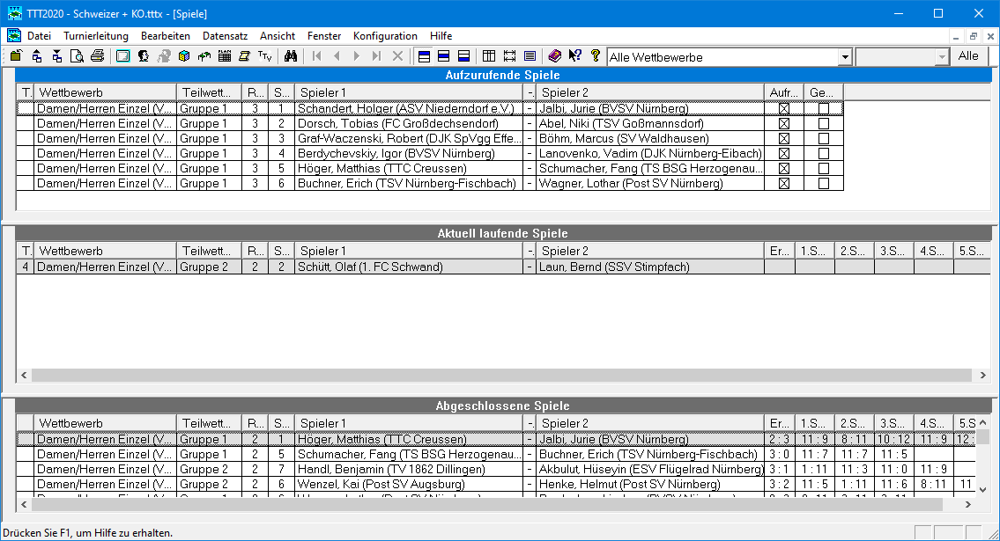 TTT2020 - Schweizer + KO.tttx - [Spiele]
Datei Turnierleitung Bearbeiten Datensatz Ansicht Fenster Konfiguration Hilfe
Alle Wettbewerbe Alle
Aufzurufende Spiele
T. Wettbewerb Teilwett... R... S... Spieler 1 -. Spieler 2 Aufr... Ge...
Damen/Herren Einzel (V... Gruppe 1 3 1 Schandert, Holger (ASV Niederndorf e.V.) - Jalbi, Jurie (BVSV Nürnberg)
Damen/Herren Einzel (V... Gruppe 1 3 2 Dorsch, Tobias (FC Großdechsendorf) - Abel, Niki (TSV Goßmannsdorf)
Damen/Herren Einzel (V... Gruppe 1 3 3 Graf-Waczenski, Robert (DJK SpVgg Effe... - Böhm, Marcus (SV Waldhausen)
Damen/Herren Einzel (V... Gruppe 1 3 4 Berdychevskiy, Igor (BVSV Nürnberg) - Lanovenko, Vadim (DJK Nürnberg-Eibach)
Damen/Herren Einzel (V... Gruppe 1 3 5 Höger, Matthias (TTC Creussen) - Schumacher, Fang (TS BSG Herzogenau...
Damen/Herren Einzel (V... Gruppe 1 3 6 Buchner, Erich (TSV Nürnberg-Fischbach) - Wagner, Lothar (Post SV Nürnberg)
Aktuell laufende Spiele
T. Wettbewerb Teilwett... R... S... Spieler 1 -. Spieler 2 Er... 1.S... 2.S... 3.S... 4.S... 5.S...
4 Damen/Herren Einzel (V... Gruppe 2 2 2 Schütt, Olaf (1. FC Schwand) - Laun, Bernd (SSV Stimpfach)
Abgeschlossene Spiele
Wettbewerb Teilwett... R... S... Spieler 1 -. Spieler 2 Er... 1.S... 2.S... 3.S... 4.S... 5.S
Damen/Herren Einzel (V... Gruppe 1 2 1 Höger, Matthias (TTC Creussen) - Jalbi, Jurie (BVSV Nürnberg) 2 : 3 11 : 9 8 : 11 10 : 12 11 : 9 12 :
Damen/Herren Einzel (V... Gruppe 1 2 5 Schumacher, Fang (TS BSG Herzogenau... - Buchner, Erich (TSV Nürnberg-Fischbach) 3 : 0 11 : 7 11 : 7 11 : 5
Damen/Herren Einzel (V... Gruppe 2 2 7 Handl, Benjamin (TV 1862 Dillingen) - Akbulut, Hüseyin (ESV Flügelrad Nürnberg) 3 : 1 1 : 11 11 : 3 11 : 0 11 : 9
Damen/Herren Einzel (V... Gruppe 2 2 6 Wenzel, Kai (Post SV Augsburg) - Henke, Helmut (Post SV Nürnberg) 3 : 2 11 : 5 1 : 11 11 : 6 8 : 11 11
Drücken Sie F1, um Hilfe zu erhalten.